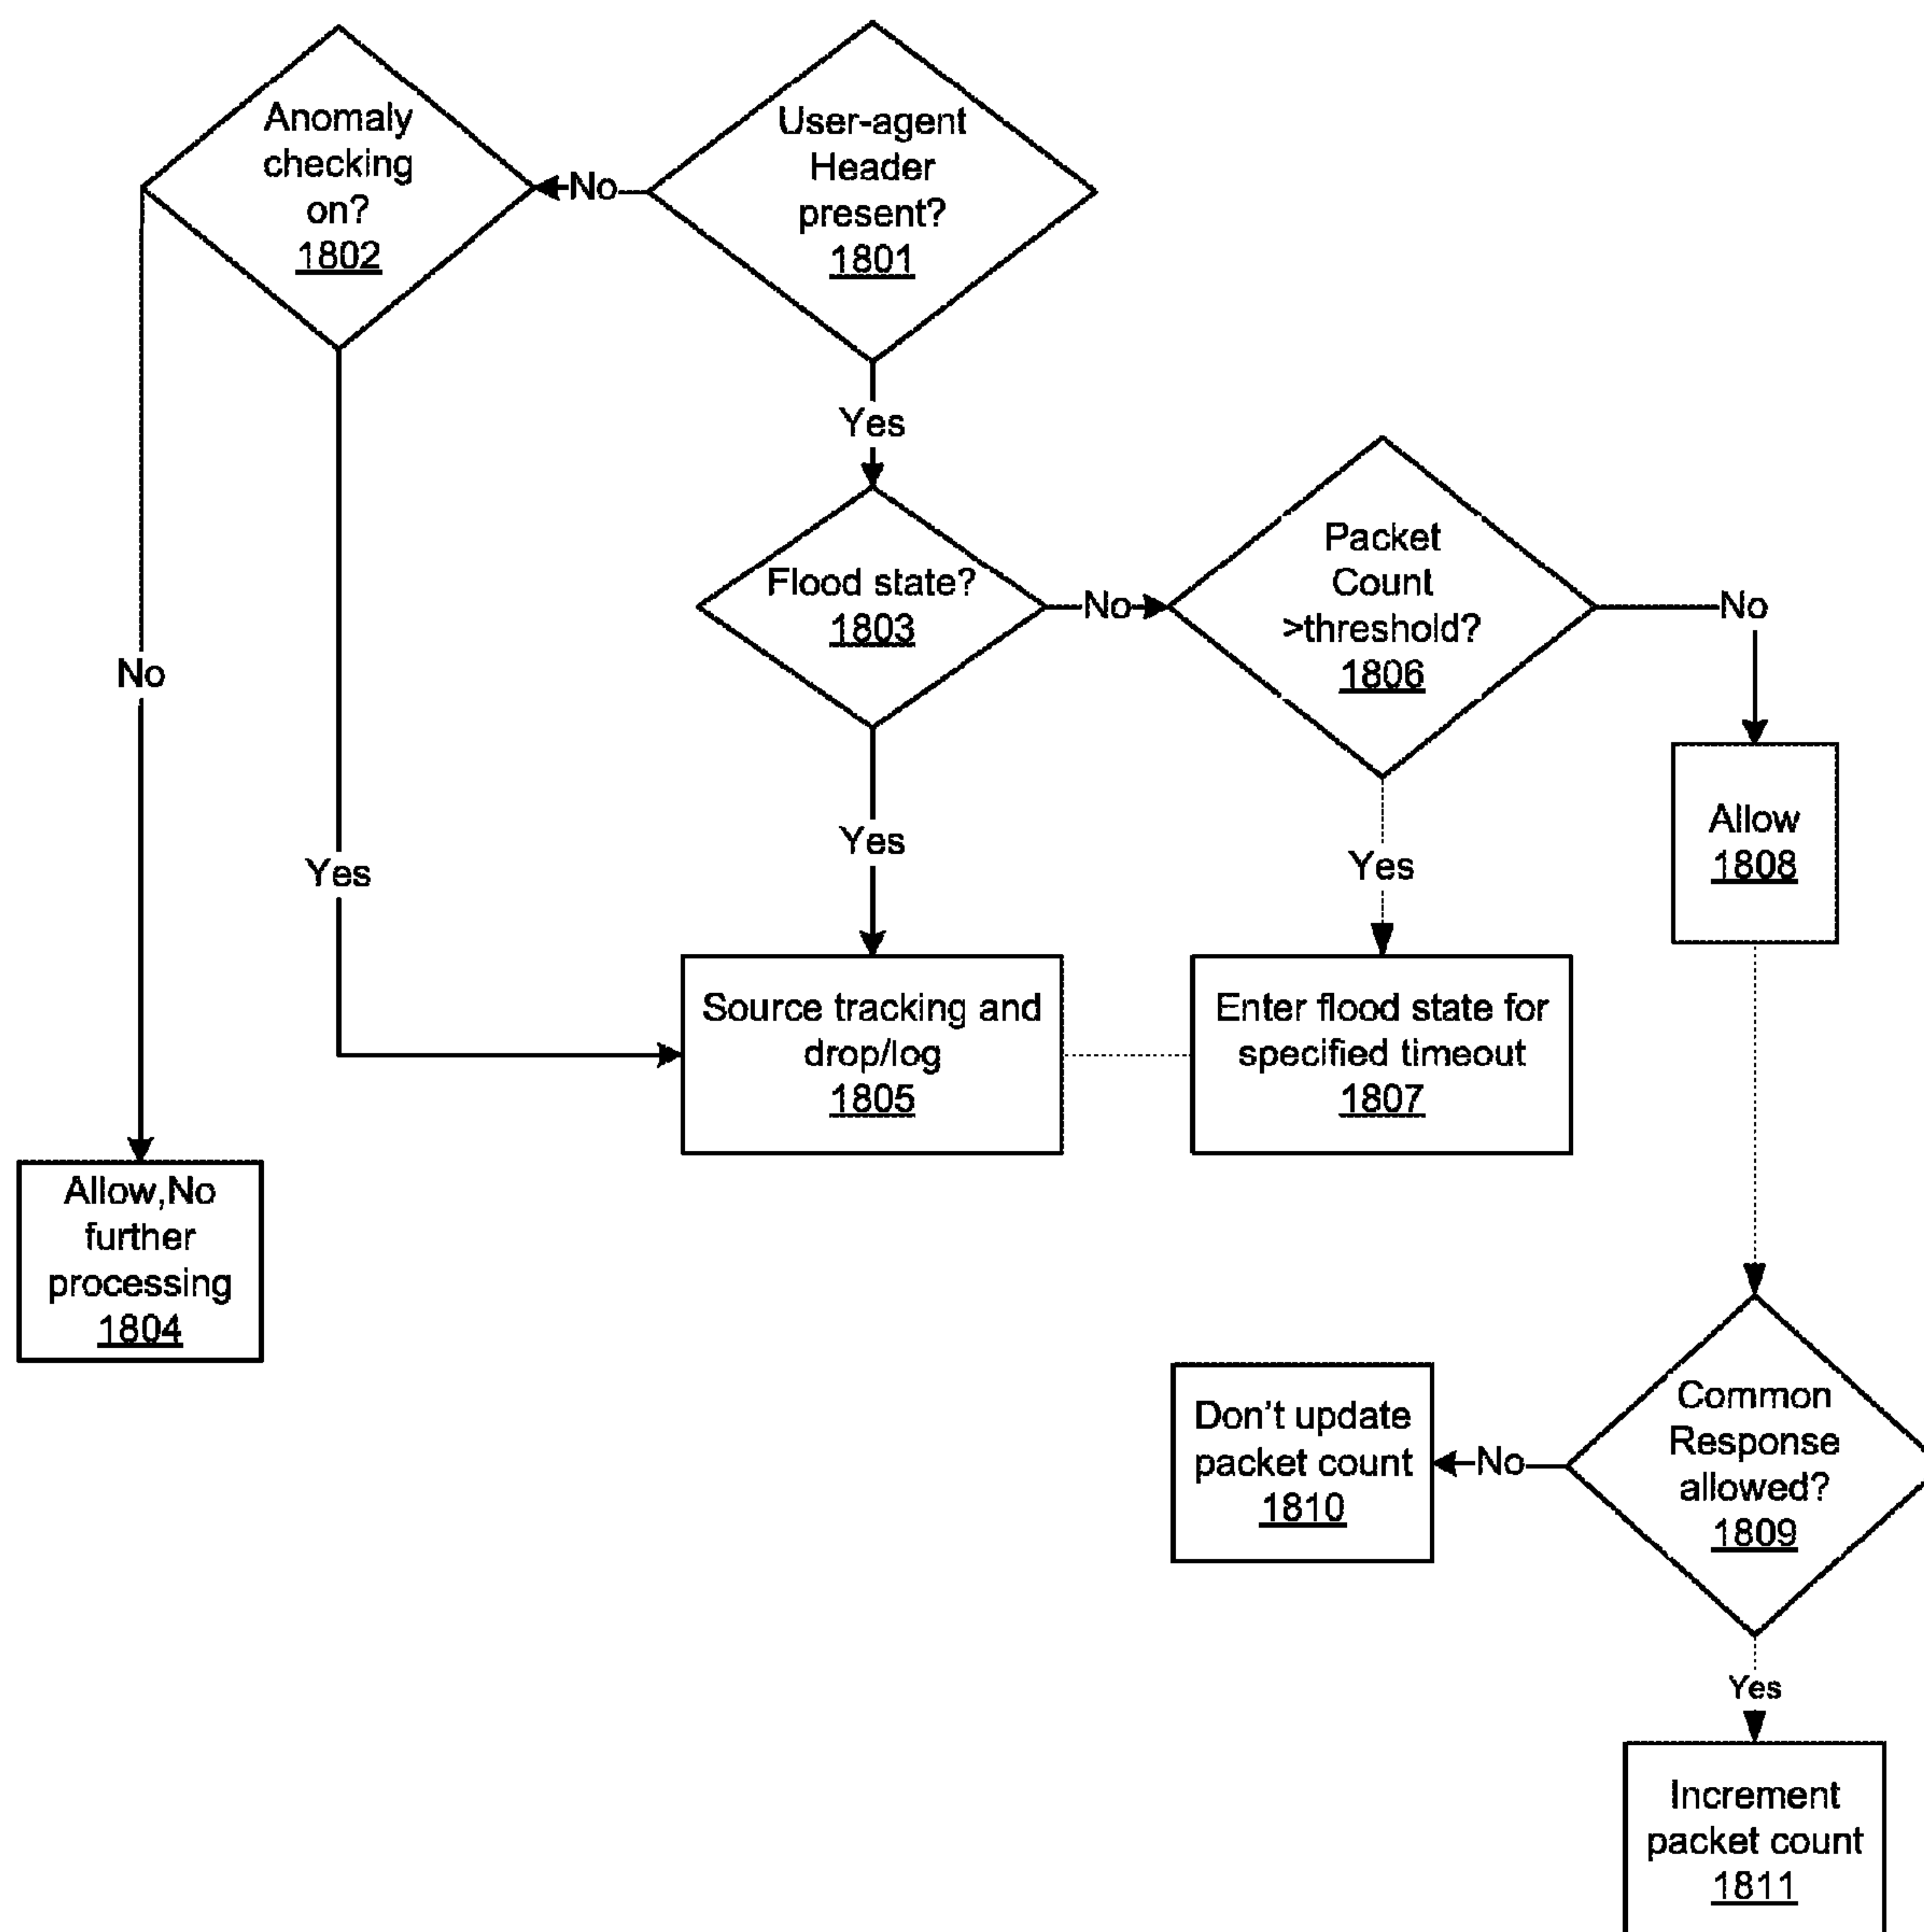 Anomaly
checking
on?
1802
No
User-agent
Header
present?
1801
Yes
Flood state?
1803
No
Packet
Count
>threshold?
1806
No
No
Yes
Yes
Yes
Allow
1808
Source tracking and
drop/log
1805
Enter flood state for
specified timeout
1807
Allow,No
further
processing
1804
Don't update
packet count
1810
No
Common
Response
allowed?
1809
Yes
Increment
packet count
1811